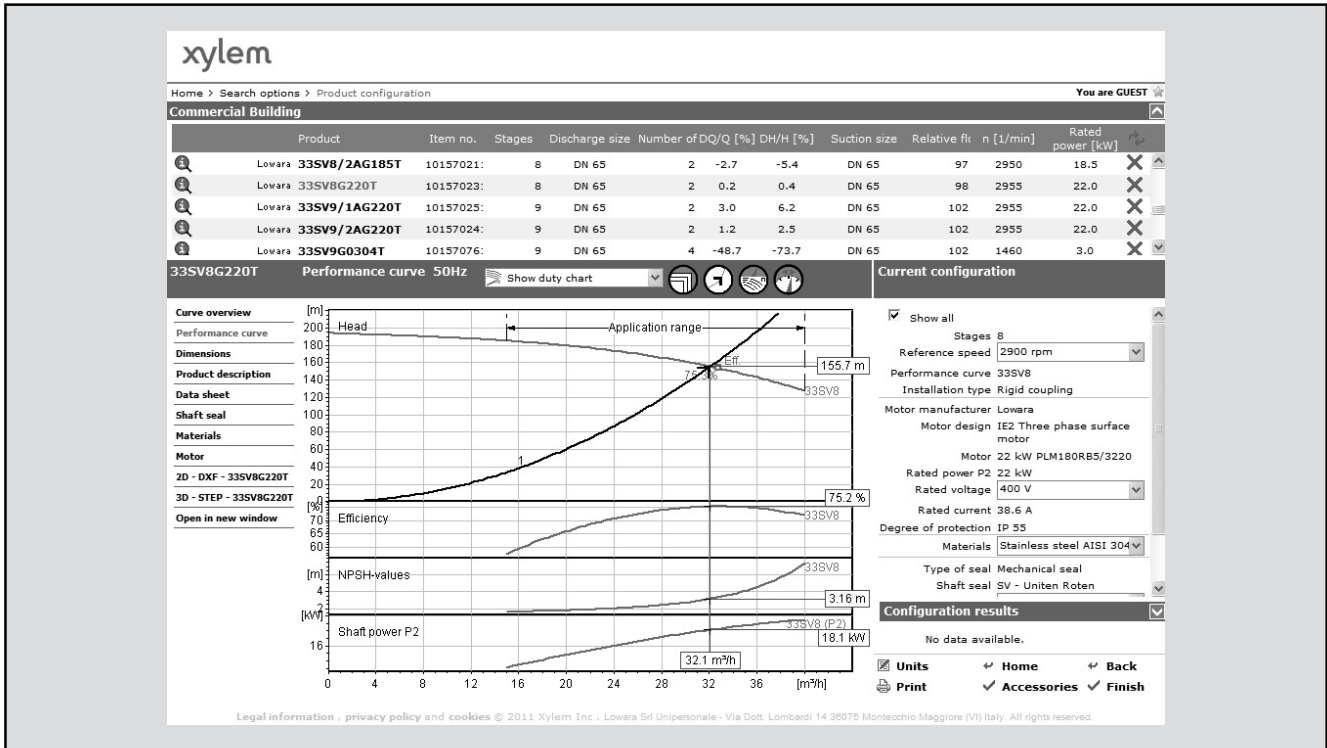 xylem
Home > Search options > Product configuration You are GUEST
Commercial Building
Product Item no. Stages Discharge size Number of DQ/Q [%] DH/H [%] Suction size Relative flo n [1/min] Rated power [kW]
Lowara 33SV8/2AG185T 10157021: 8 DN 65 2 -2.7 -5.4 DN 65 97 2950 18.5
Lowara 33SV8G220T 10157023: 8 DN 65 2 0.2 0.4 DN 65 98 2955 22.0
Lowara 33SV9/1AG220T 10157025: 9 DN 65 2 3.0 6.2 DN 65 102 2955 22.0
Lowara 33SV9/2AG220T 10157024: 9 DN 65 2 1.2 2.5 DN 65 102 2955 22.0
Lowara 33SV9G0304T 10157076: 9 DN 65 4 -48.7 -73.7 DN 65 102 1460 3.0
33SV8G220T Performance curve 50Hz Show duty chart Current configuration
Curve overview
Performance curve
Dimensions
Product description
Data sheet
Shaft seal
Materials
Motor
2D - DXF - 33SV8G220T
3D - STEP - 33SV8G220T
Open in new window
[m]
Head
Application range
200
180
160
140
120
100
80
60
40
20
0
Eff.
155.7 m
33SV8
1
75.2 %
[%]
Efficiency
70
65
60
33SV8
[m]
NPSH-values
4
2
33SV8
3.16 m
[kW]
Shaft power P2
16
33SV8 (P2)
18.1 kW
32.1 m³/h
0 4 8 12 16 20 24 28 32 36 [m³/h]
Show all
Stages 8
Reference speed 2900 rpm
Performance curve 33SV8
Installation type Rigid coupling
Motor manufacturer Lowara
Motor design IE2 Three phase surface
motor
Motor 22 kW PLM180RB5/3220
Rated power P2 22 kW
Rated voltage 400 V
Rated current 38.6 A
Degree of protection IP 55
Materials Stainless steel AISI 304
Type of seal Mechanical seal
Shaft seal SV - Uniten Roten
Configuration results
No data available.
Units Home Back
Print Accessories Finish
Legal information , privacy policy and cookies © 2011 Xylem Inc . Lowara Srl Unipersonale - Via Dott. Lombardi 14 36075 Montecchio Maggiore (VI) Italy. All rights reserved.